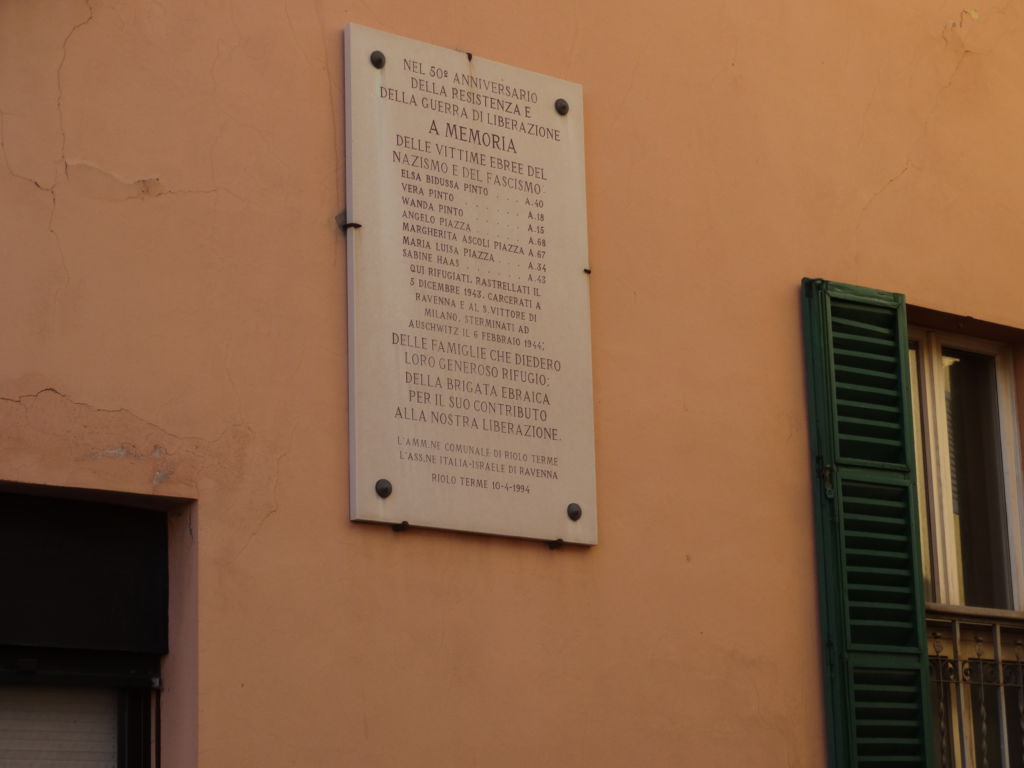 NEL 50º ANNIVERSARIO
DELLA RESISTENZA E
DELLA GUERRA DI LIBERAZIONE
A MEMORIA
DELLE VITTIME EBREE DEL
NAZISMO E DEL FASCISMO:
ELSA BIDUSSA PINTO . . . A.40
VERA PINTO . . . . . . A.18
WANDA PINTO . . . . . . A.15
ANGELO PIAZZA . . . . . A.68
MARGHERITA ASCOLI PIAZZA A.67
MARIA LUISA PIAZZA . . . A.34
SABINE HAAS . . . . . . A.43
QUI RIFUGIATI, RASTRELLATI IL
5 DICEMBRE 1943, CARCERATI A
RAVENNA E AL S.VITTORE DI
MILANO, STERMINATI AD
AUSCHWITZ IL 6 FEBBRAIO 1944;
DELLE FAMIGLIE CHE DIEDERO
LORO GENEROSO RIFUGIO;
DELLA BRIGATA EBRAICA
PER IL SUO CONTRIBUTO
ALLA NOSTRA LIBERAZIONE.
L'AMM.NE COMUNALE DI RIOLO TERME
L'ASS.NE ITALIA-ISRAELE DI RAVENNA
RIOLO TERME 10-4-1994